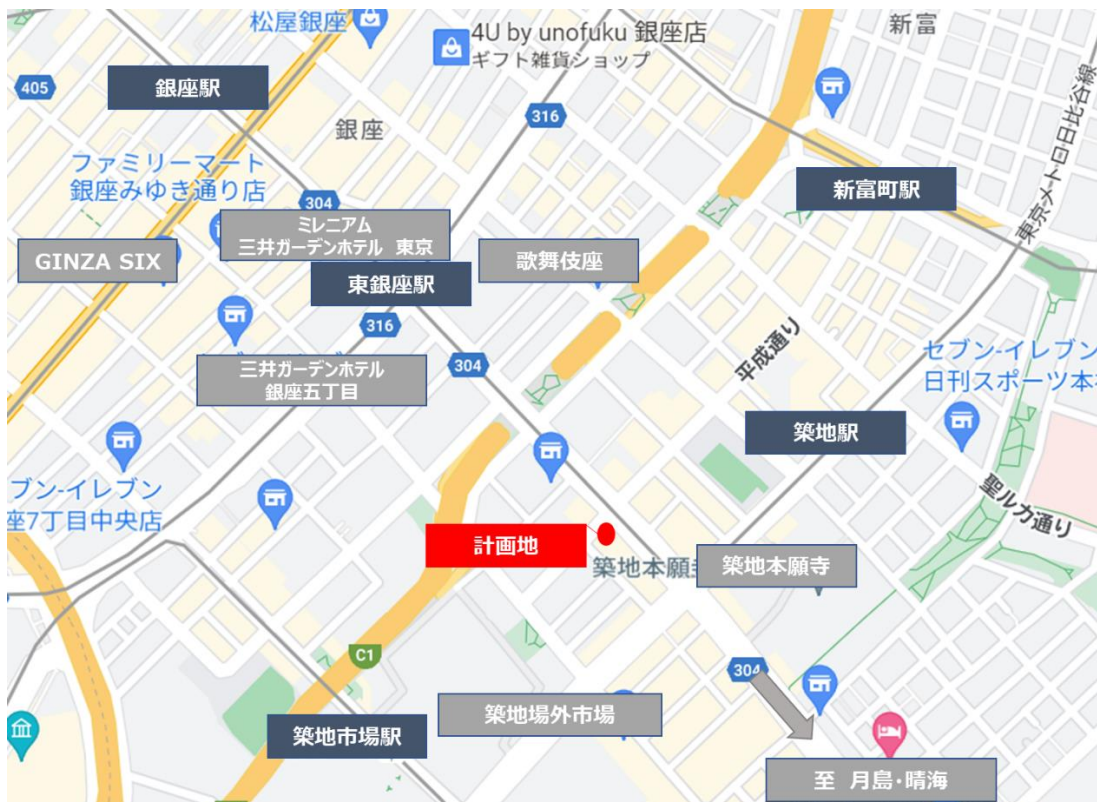 松屋銀座
4U by unofuku 銀座店
ギフト雑貨ショップ
新富
405
銀座駅
316
銀座
ファミリーマート
銀座みゆき通り店
304
新富町駅
東京メトロ日比谷線
ミレニアム
三井ガーデンホテル 東京
GINZA SIX
歌舞伎座
東銀座駅
316
304
三井ガーデンホテル
銀座五丁目
平成通り
セブン-イレブン
日刊スポーツ本
築地駅
ブン-イレブン
座7丁目中央店
聖ルカ通り
計画地
築地本願
築地本願寺
C1
304
築地場外市場
築地市場駅
至 月島・晴海